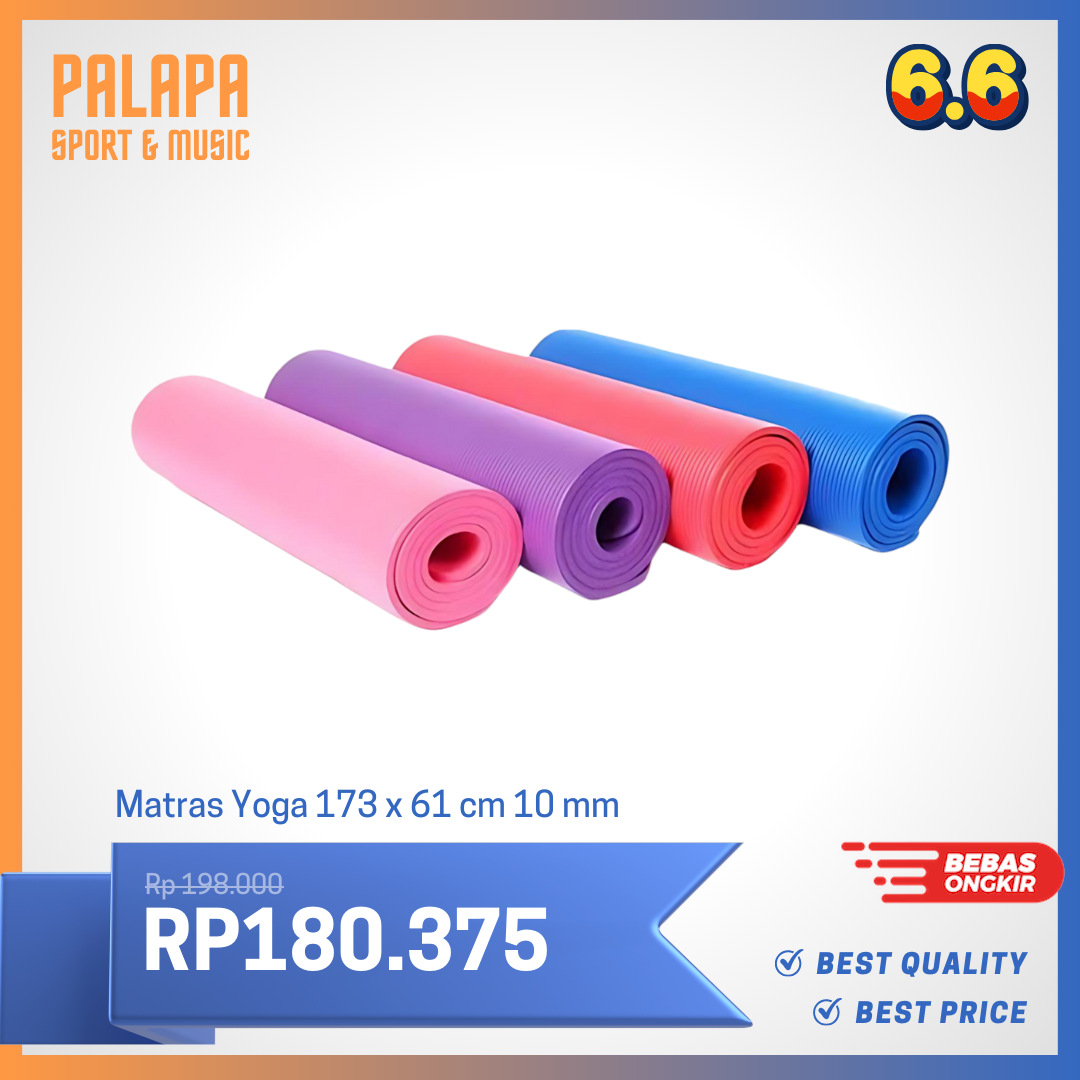 PALAPA
SPORT & MUSIC
6.6
Matras Yoga 173 x 61 cm 10 mm
Rp 198.000
RP180.375
BEBAS
ONGKIR
BEST QUALITY
BEST PRICE